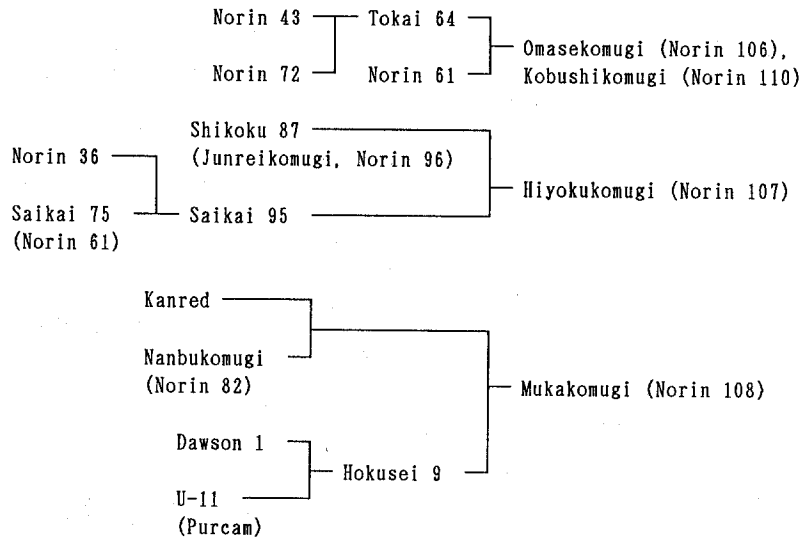 Norin 43
Tokai 64
Omasekomugi (Norin 106),
Kobushikomugi (Norin 110)
Norin 72
Norin 61
Shikoku 87
(Junreikomugi, Norin 96)
Norin 36
Hiyokukomugi (Norin 107)
Saikai 75
(Norin 61)
Saikai 95
Kanred
Nanbukomugi
(Norin 82)
Mukakomugi (Norin 108)
Dawson 1
Hokusei 9
U-11
(Purcam)